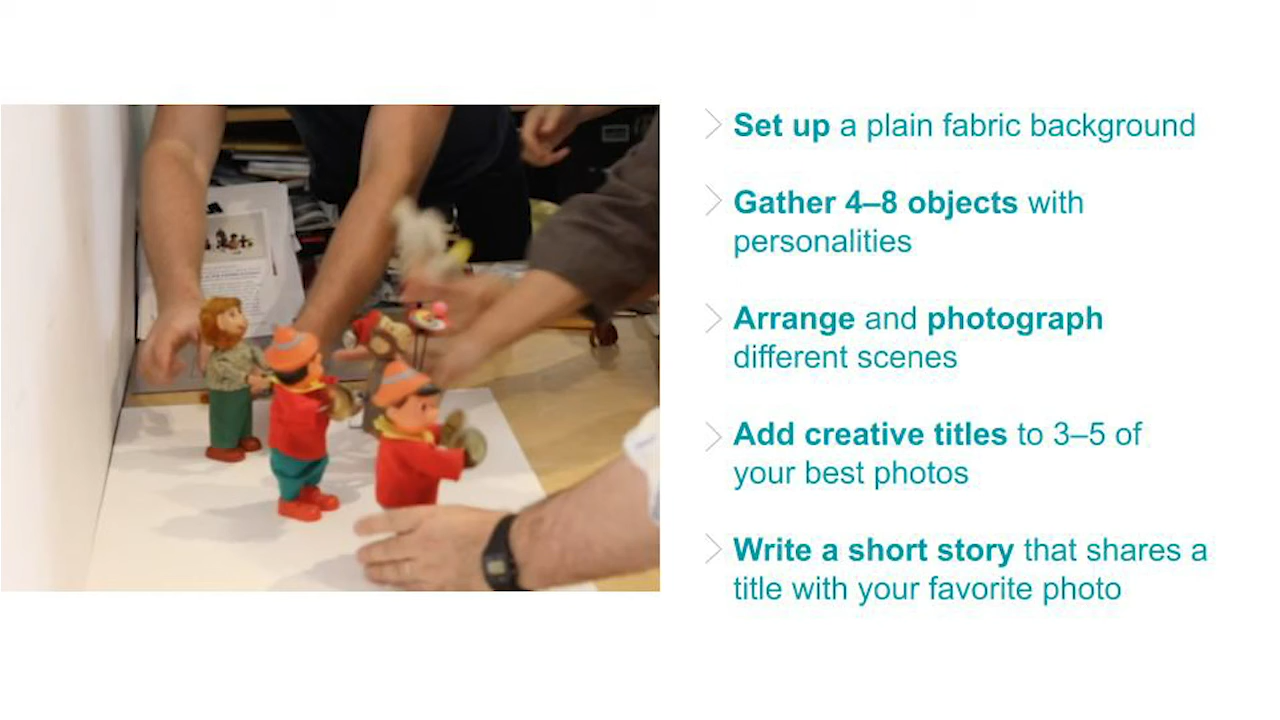 Set up a plain fabric background
Gather 4–8 objects with
personalities
Arrange and photograph
different scenes
Add creative titles to 3–5 of
your best photos
Write a short story that shares a
title with your favorite photo